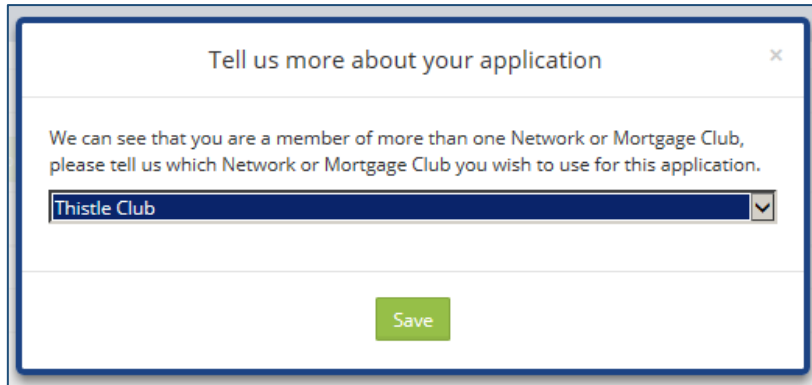 Tell us more about your application
×
We can see that you are a member of more than one Network or Mortgage Club,
please tell us which Network or Mortgage Club you wish to use for this application.
Thistle Club
Save